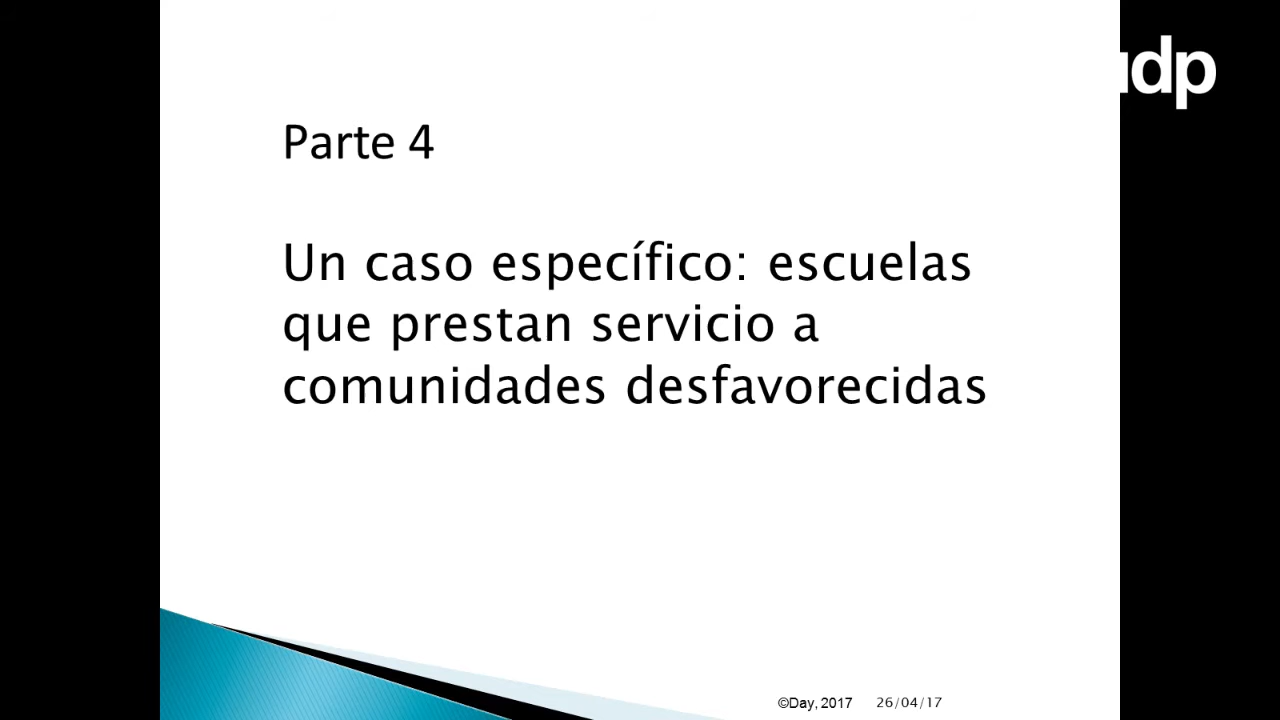 udp
Parte 4
Un caso específico: escuelas
que prestan servicio a
comunidades desfavorecidas
©Day, 2017 26/04/17